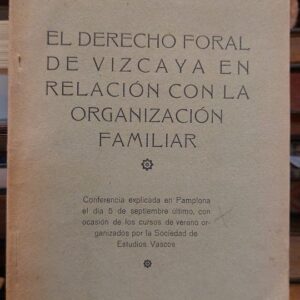 EL DERECHO FORAL
DE VIZCAYA EN
RELACIÓN CON LA
ORGANIZACIÓN
FAMILIAR
Conferencia explicada en Pamplona
el día 5 de septiembre último, con
ocasión de los cursos de verano or-
ganizados por la Sociedad de
Estudios Vascos